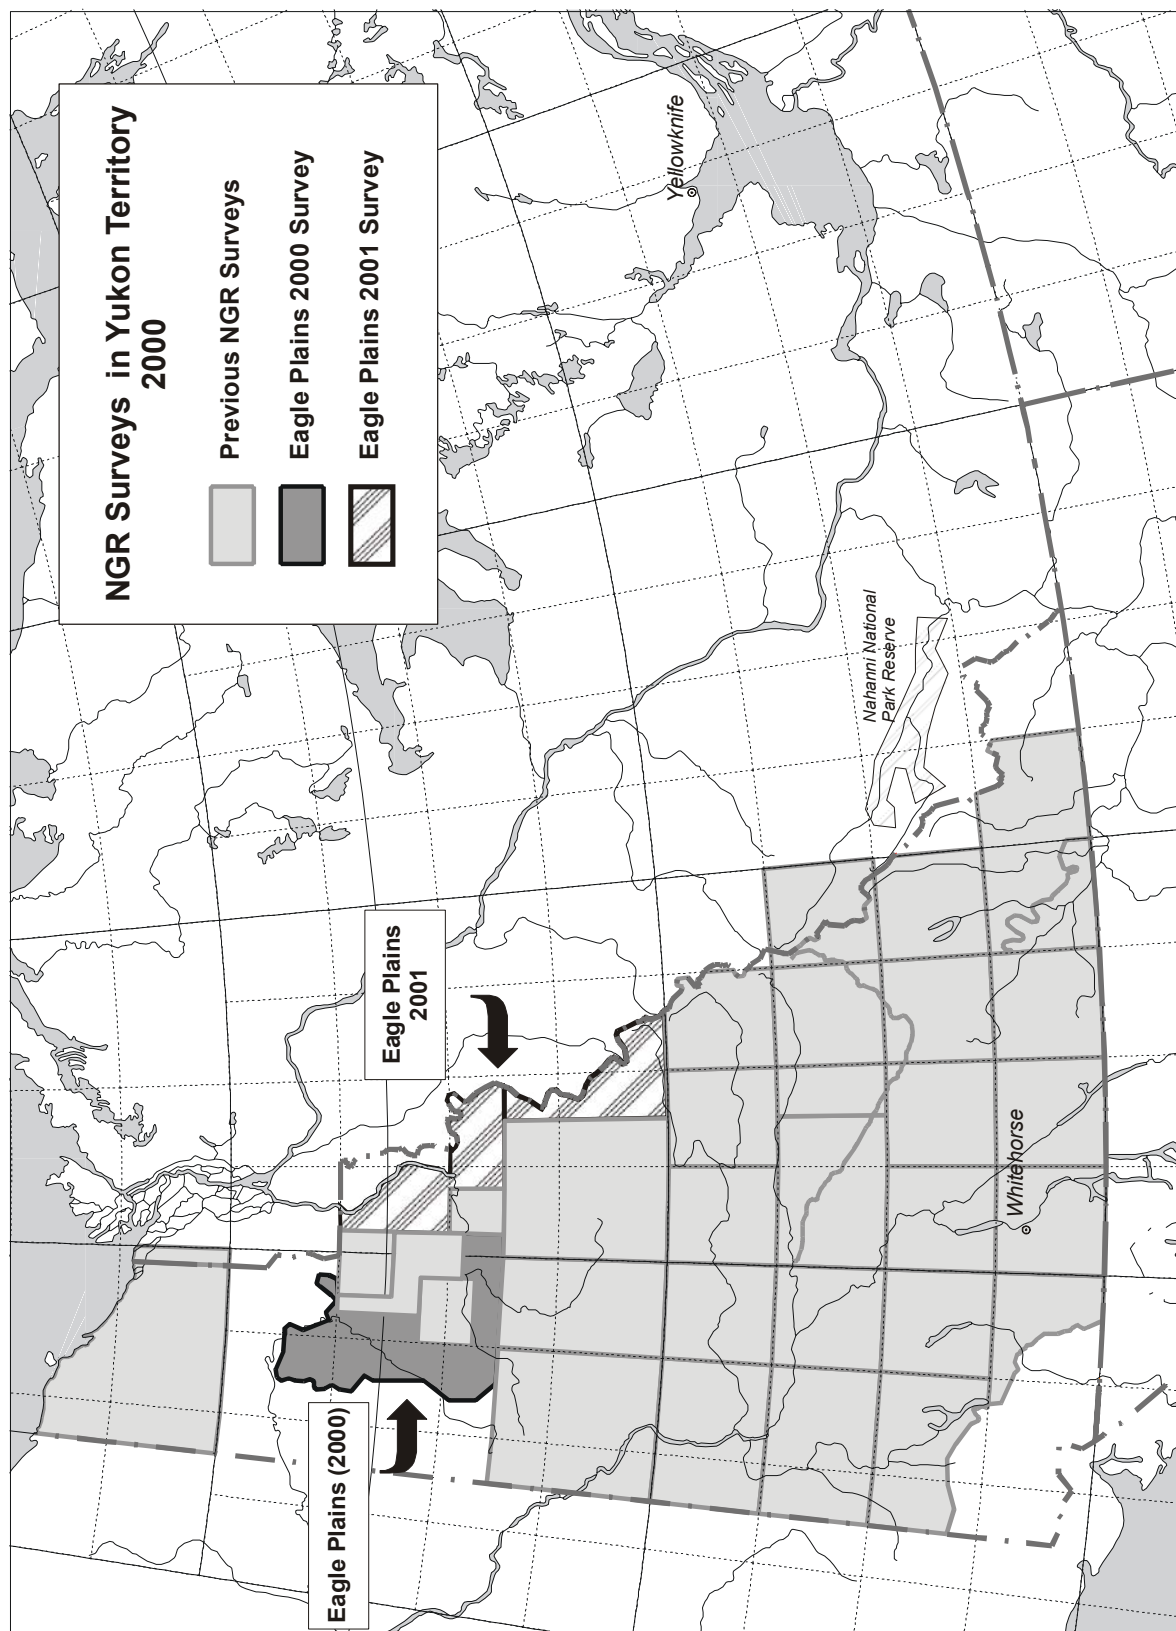 NGR Surveys in Yukon Territory
2000
Previous NGR Surveys
Eagle Plains 2000 Survey
Eagle Plains 2001 Survey
Yellowknife
Nahanni National
Park Reserve
Eagle Plains
2001
Eagle Plains (2000)
Whitehorse